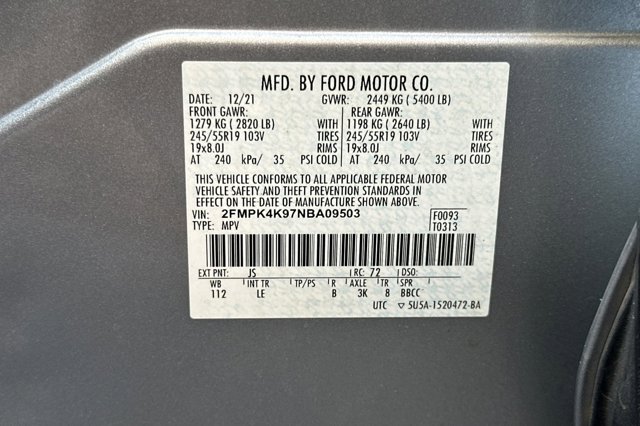 MFD. BY FORD MOTOR CO.
DATE: 12/21 GVWR: 2449 KG ( 5400 LB)
FRONT GAWR: REAR GAWR:
1279 KG ( 2820 LB) WITH 1198 KG ( 2640 LB) WITH
245/55R19 103V TIRES 245/55R19 103V TIRES
19x8.0J RIMS 19x8.0J RIMS
AT 240 kPa/ 35 PSI COLD AT 240 kPa/ 35 PSI COLD
THIS VEHICLE CONFORMS TO ALL APPLICABLE FEDERAL MOTOR
VEHICLE SAFETY AND THEFT PREVENTION STANDARDS IN
EFFECT ON THE DATE OF MANUFACTURE SHOWN ABOVE.
VIN: 2FMPK4K97NBA09503 F0093
TYPE: MPV T0313
EXT PNT: JS RC: 72 DSO:
WB INT TR TP/PS R AXLE TR SPR
112 LE B 3K 8 BBCC
UTC ▽ 5U5A-1520472-BA